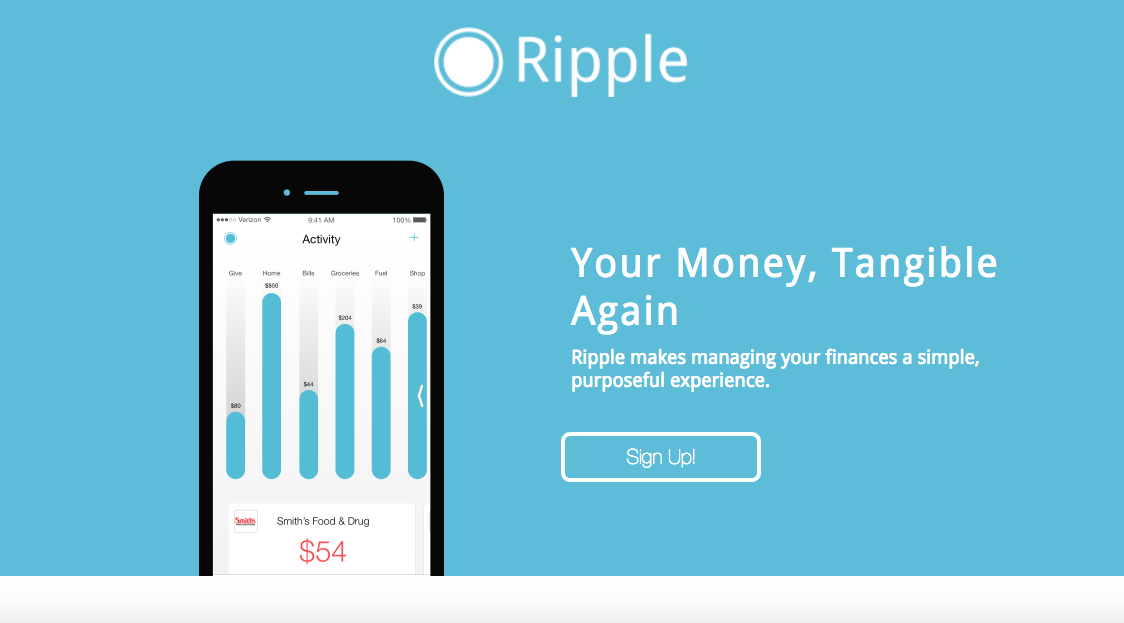 Ripple
Verizon 9:41 AM 100%
Activity +
Give Home Bills Groceries Fuel Shop
$850
$39
$204
$64
$44
$80
Smith's Food & Drug
Smith's
$54
Your Money, Tangible
Again
Ripple makes managing your finances a simple,
purposeful experience.
Sign Up!